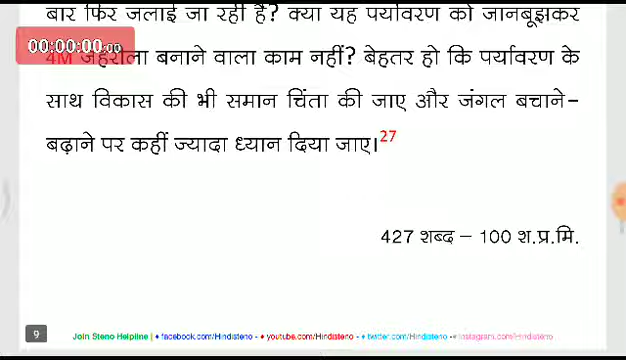 बार फिर जलाई जा रही है? क्या यह पर्यावरण को जानबूझकर
00:00:00:00
4M जहरीला बनाने वाला काम नहीं? बेहतर हो कि पर्यावरण के
साथ विकास की भी समान चिंता की जाए और जंगल बचाने–
बढ़ाने पर कहीं ज्यादा ध्यान दिया जाए।27
427 शब्द – 100 श.प्र.मि.
9
Join Steno Helpline | ♦ facebook.com/Hindisteno - ♦ youtube.com/Hindisteno - ♦ twitter.com/Hindisteno - ♦ Instagram.com/Hindisteno